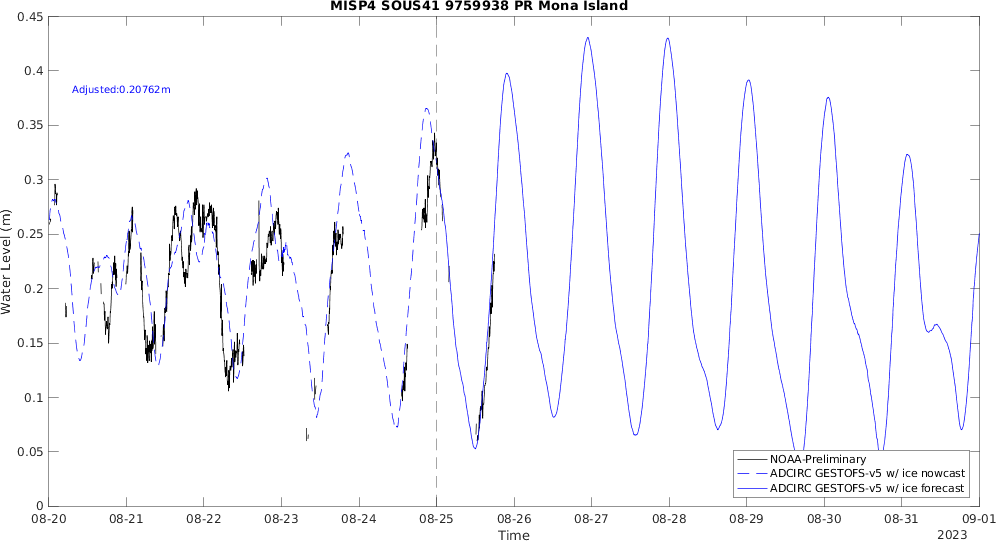 MISP4 SOUS41 9759938 PR Mona Island
0.45
0.4
0.35
0.3
0.25
0.2
0.15
0.1
0.05
0
Water Level (m)
Adjusted:0.20762m
NOAA-Preliminary
ADCIRC GESTOFS-v5 w/ ice nowcast
ADCIRC GESTOFS-v5 w/ ice forecast
08-20 08-21 08-22 08-23 08-24 08-25 08-26 08-27 08-28 08-29 08-30 08-31 09-01
Time
2023